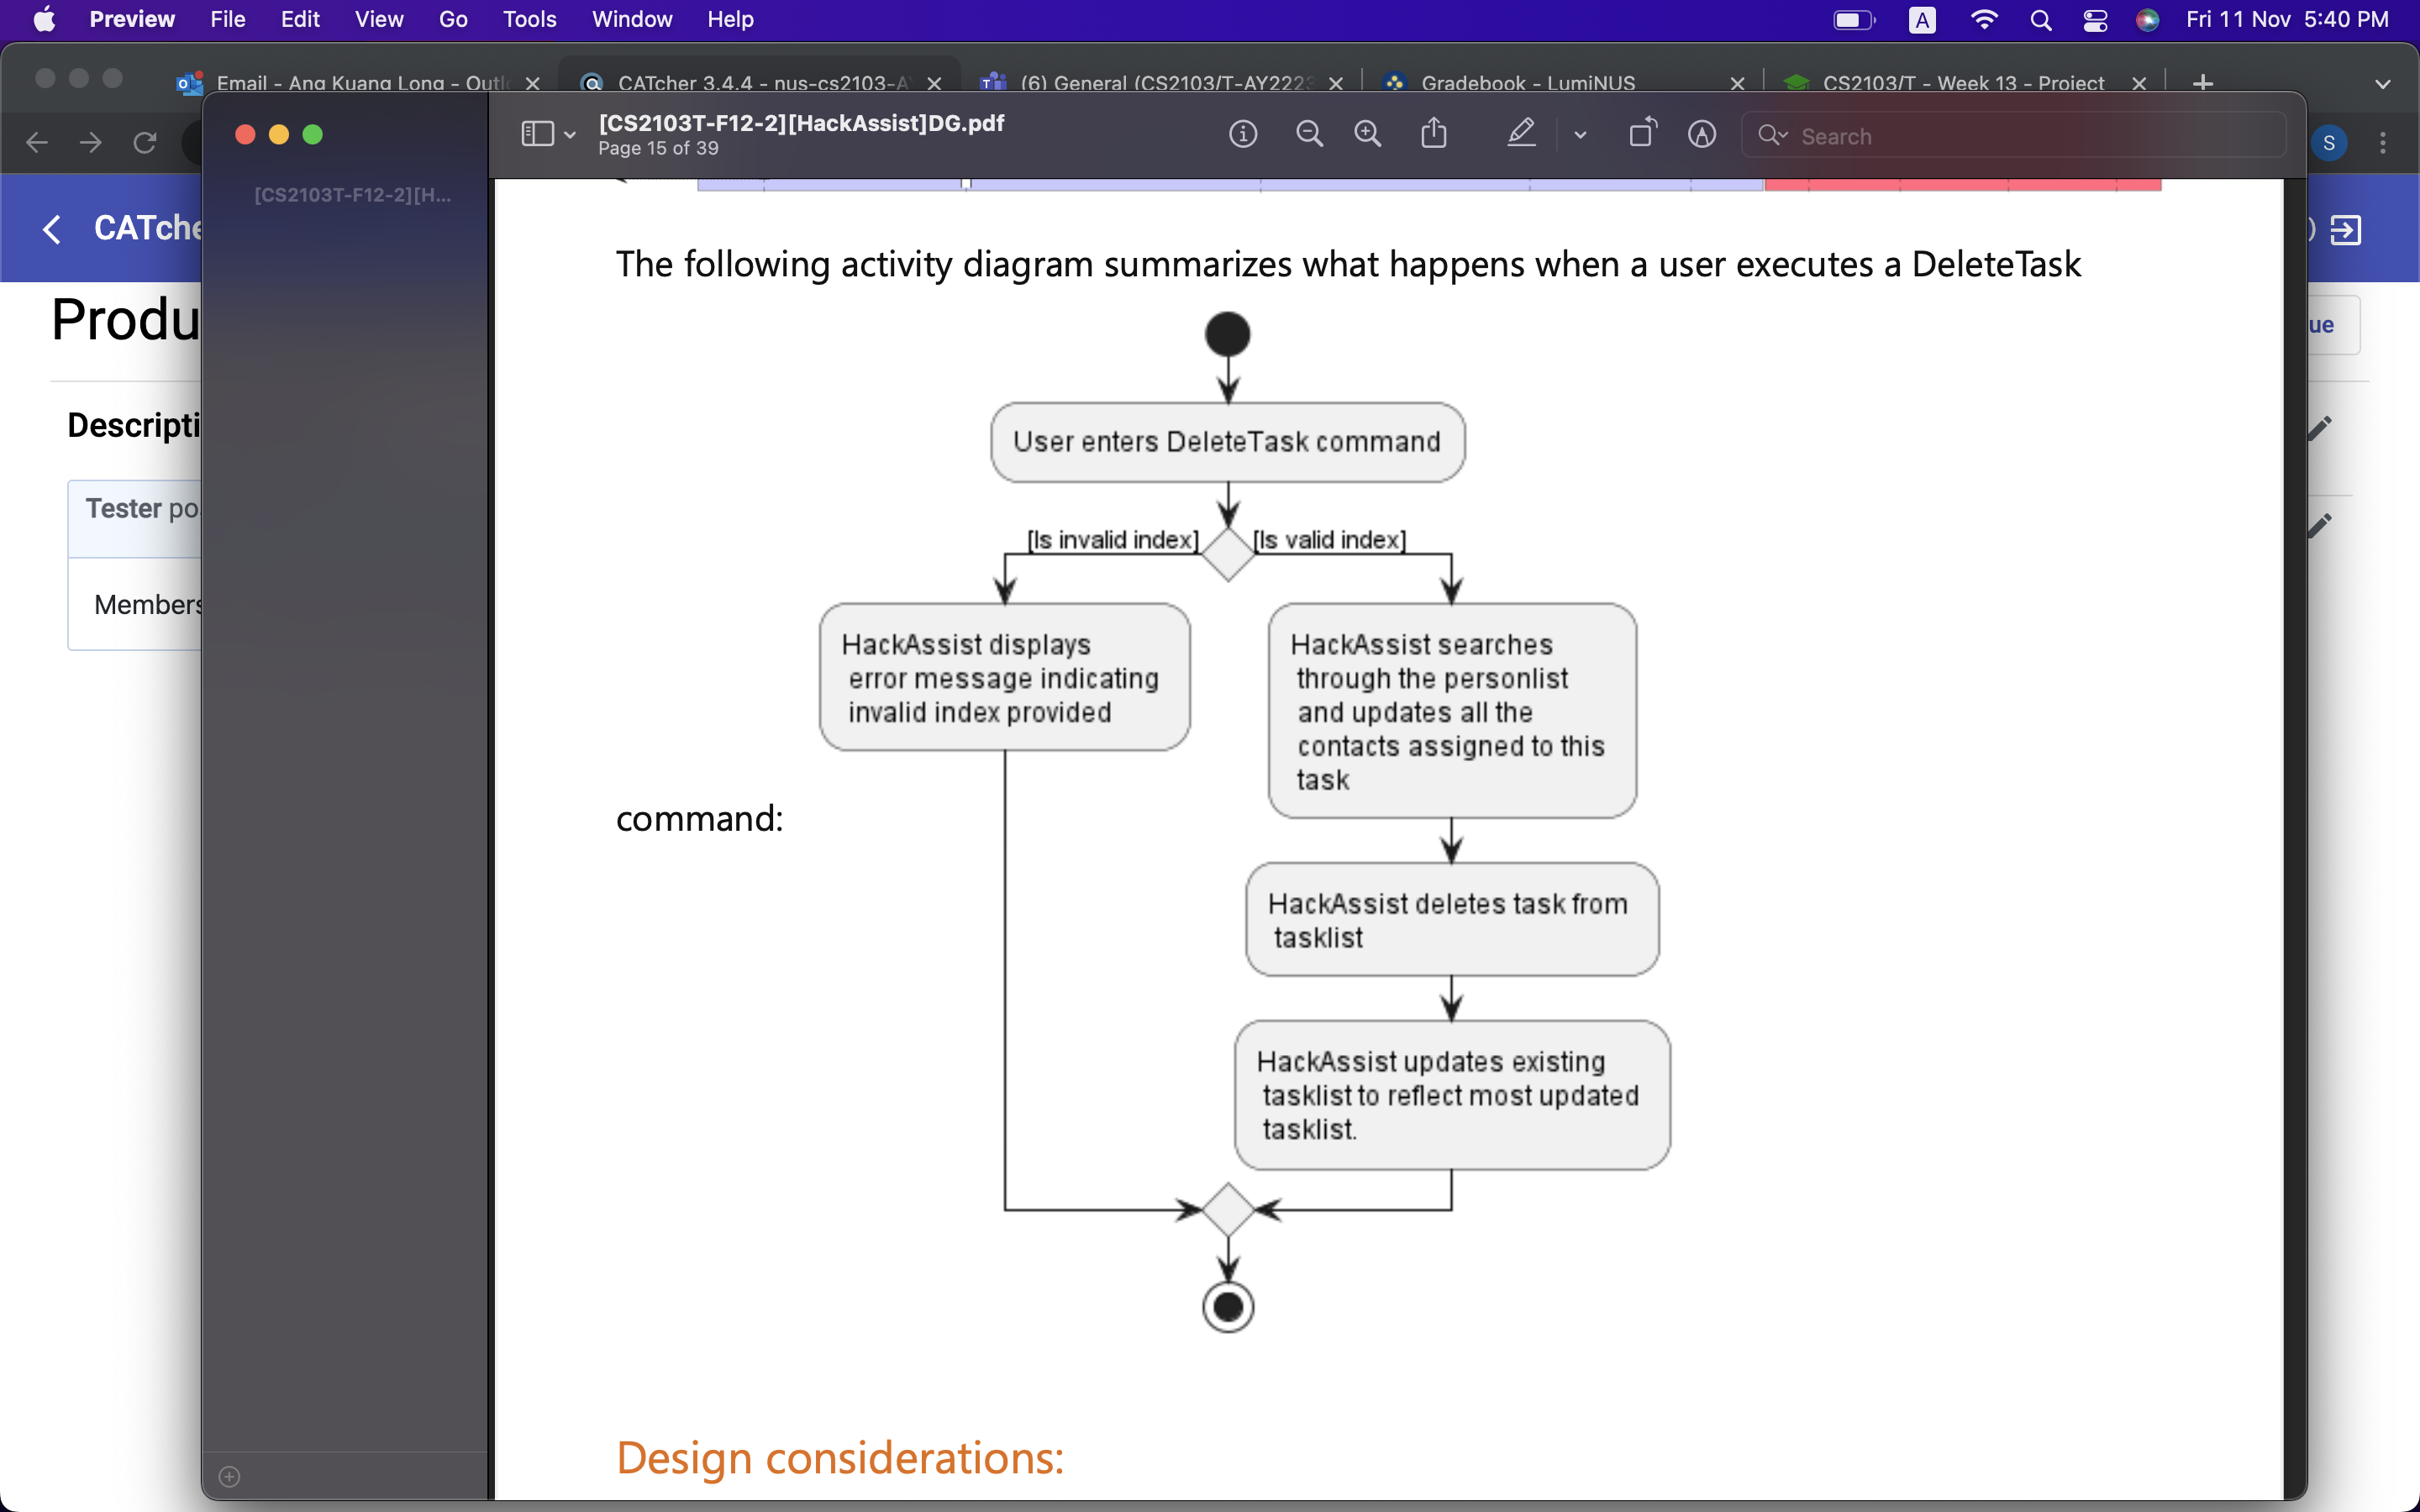 Preview File Edit View Go Tools Window Help
A
Fri 11 Nov 5:40 PM
Email - Ang Kuang Long - Outl
CATcher 3.4.4 - nus-cs2103-A
(6) General (CS2103/T-AY2223
Gradebook - LumiNUS
CS2103/T - Week 13 - Project
[CS2103T-F12-2][HackAssist]DG.pdf
Page 15 of 39
Search
S
[CS2103T-F12-2][H...
CATche
Produ
ue
Descripti
Tester po
Members
The following activity diagram summarizes what happens when a user executes a DeleteTask
User enters DeleteTask command
[Is invalid index]
[Is valid index]
HackAssist displays
error message indicating
invalid index provided
HackAssist searches
through the personlist
and updates all the
contacts assigned to this
task
command:
HackAssist deletes task from
tasklist
HackAssist updates existing
tasklist to reflect most updated
tasklist.
Design considerations: